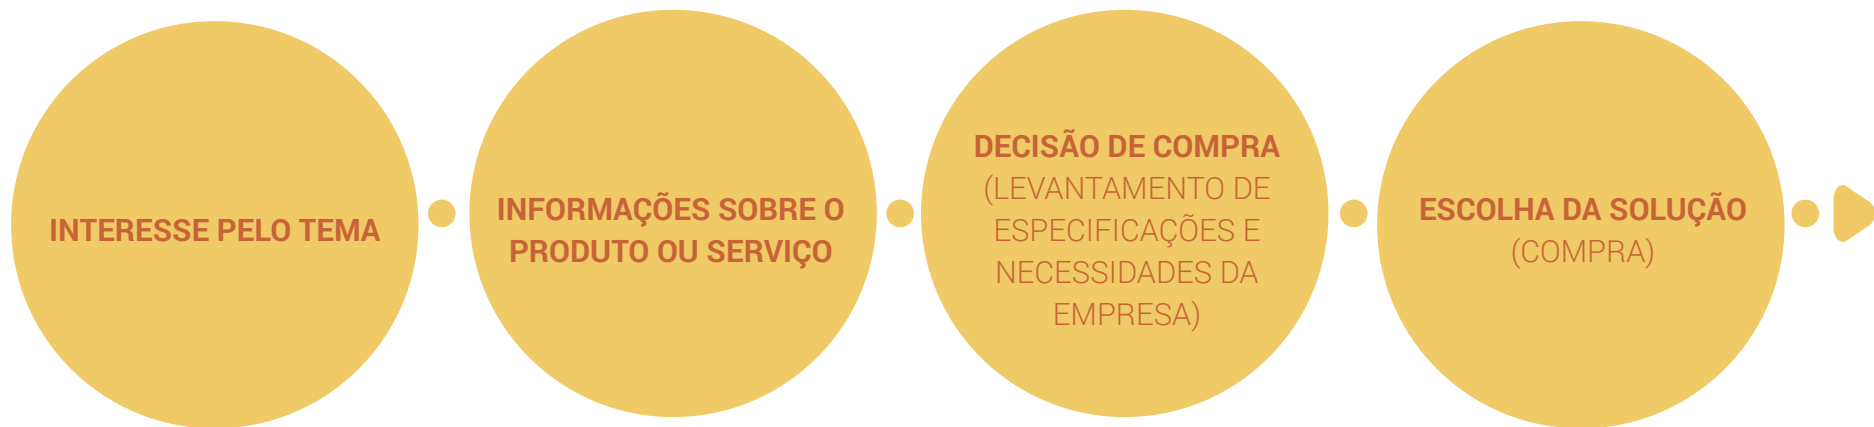 INTERESSE PELO TEMA
INFORMAÇÕES SOBRE O
PRODUTO OU SERVIÇO
DECISÃO DE COMPRA
(LEVANTAMENTO DE
ESPECIFICAÇÕES E
NECESSIDADES DA
EMPRESA)
ESCOLHA DA SOLUÇÃO
(COMPRA)